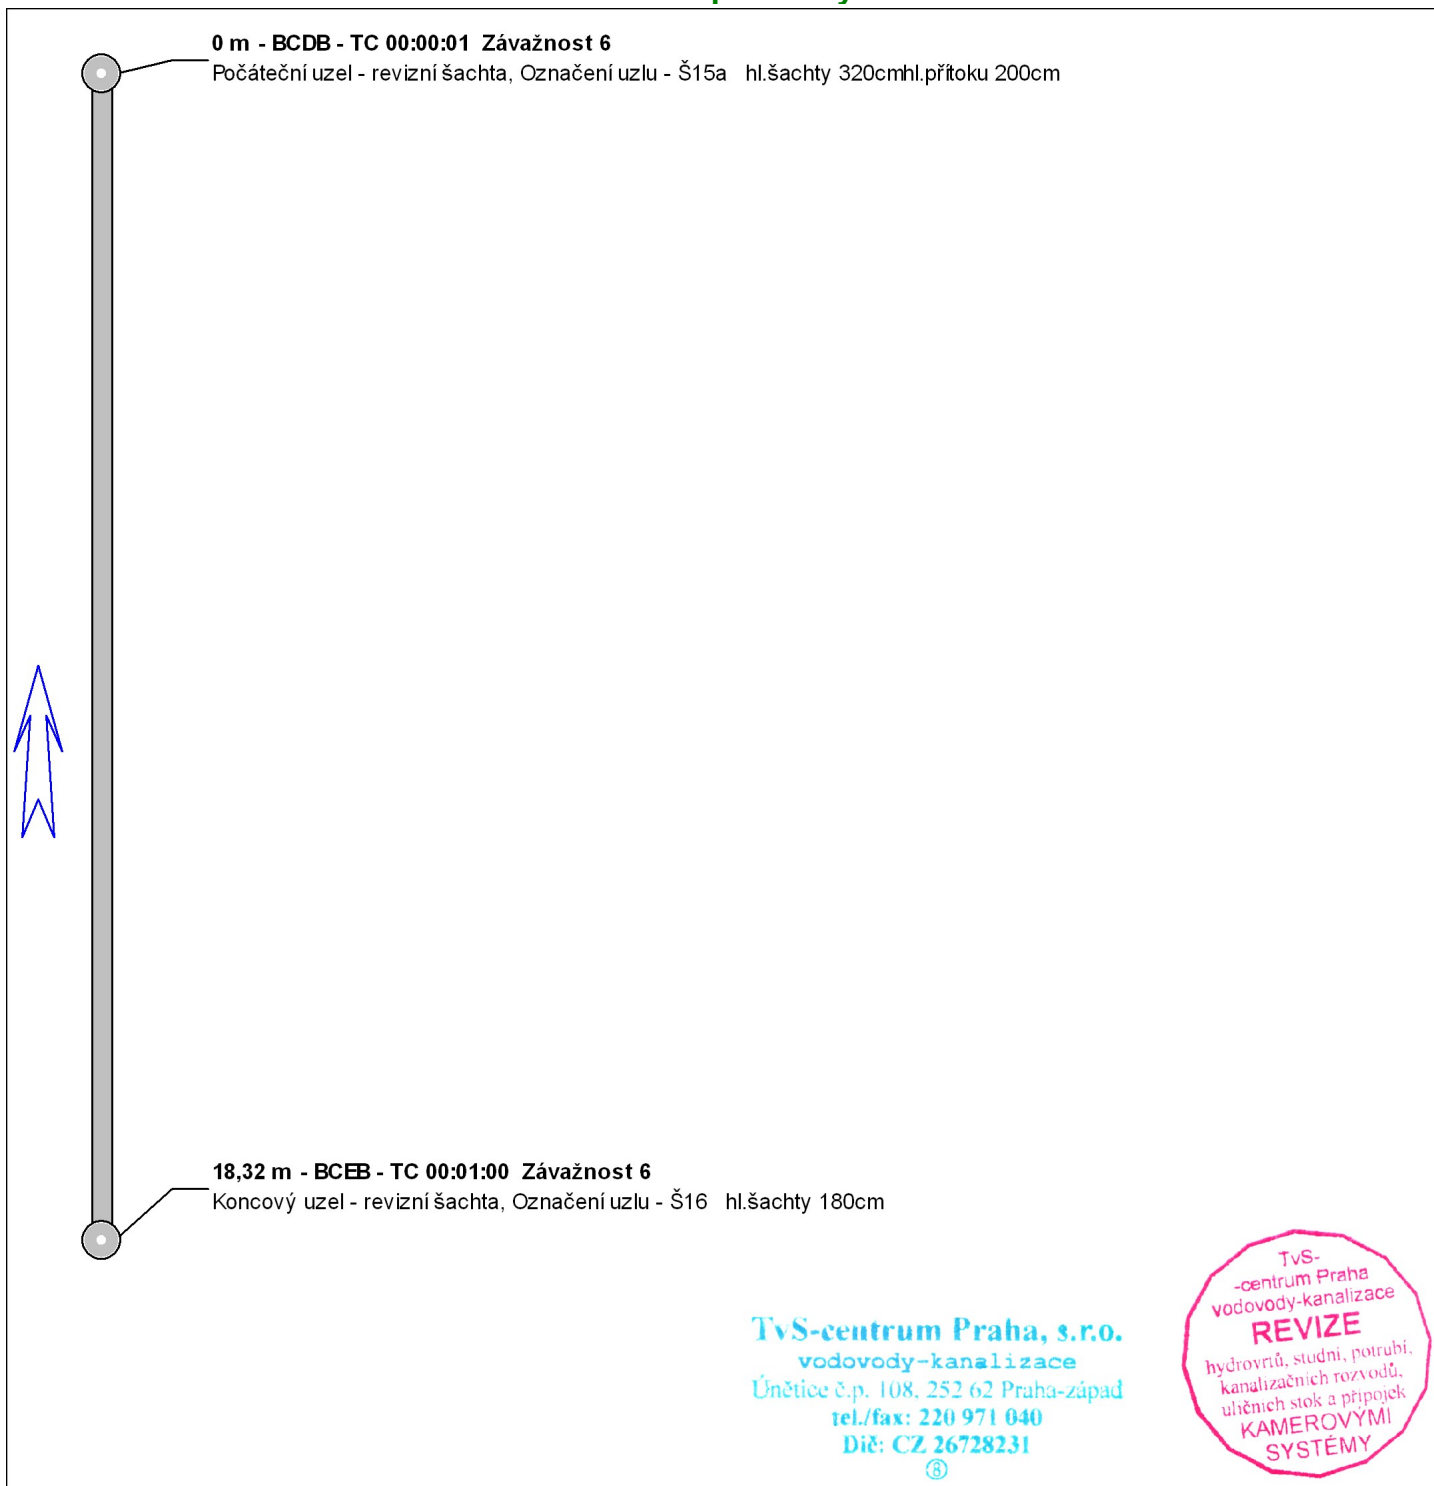 0 m - BCDB - TC 00:00:01 Závažnost 6
Počáteční uzel - revizní šachta, Označení uzlu - Š15a hl.šachty 320cmhl.přítoku 200cm
18,32 m - BCEB - TC 00:01:00 Závažnost 6
Koncový uzel - revizní šachta, Označení uzlu - Š16 hl.šachty 180cm
TvS-centrum Praha, s.r.o.
vodovody-kanalizace
Únětice č.p. 108, 252 62 Praha-západ
tel./fax: 220 971 040
Dič: CZ 26728231
⑧
TvS-
-centrum Praha
vodovody-kanalizace
REVIZE
hydrovrtů, studní, potrubí,
kanalizačních rozvodů,
uličních stok a přípojek
KAMEROVÝMI
SYSTÉMY